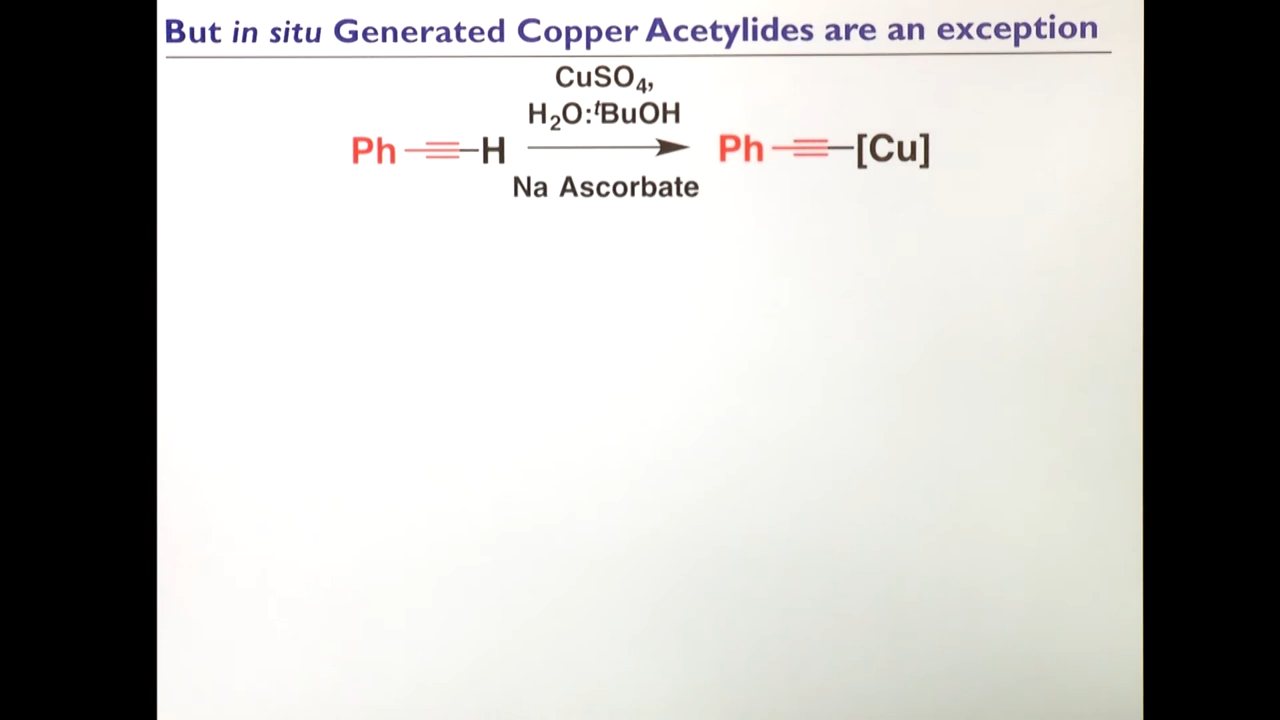 But in situ Generated Copper Acetylides are an exception
CuSO₄,
H₂O:ᵗBuOH
Ph≡H Ph≡[Cu]
Na Ascorbate